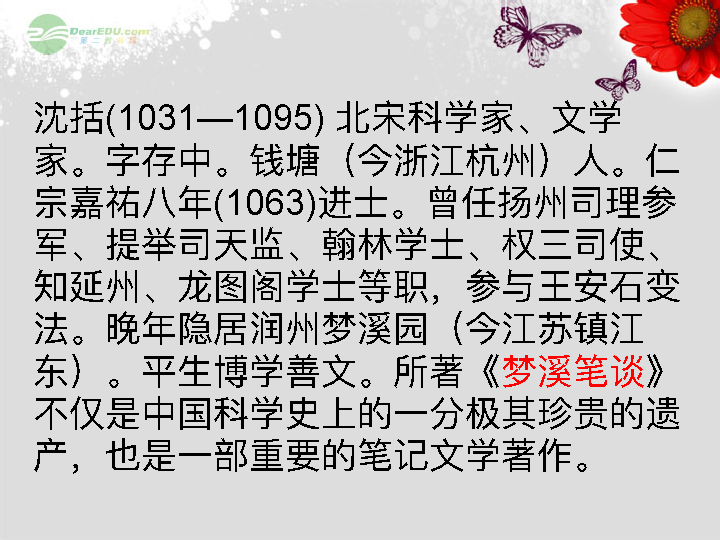 DearEDU.com
第二教育网
沈括(1031—1095) 北宋科学家、文学
家。字存中。钱塘（今浙江杭州）人。仁
宗嘉祐八年(1063)进士。曾任扬州司理参
军、提举司天监、翰林学士、权三司使、
知延州、龙图阁学士等职，参与王安石变
法。晚年隐居润州梦溪园（今江苏镇江
东）。平生博学善文。所著《梦溪笔谈》
不仅是中国科学史上的一分极其珍贵的遗
产，也是一部重要的笔记文学著作。